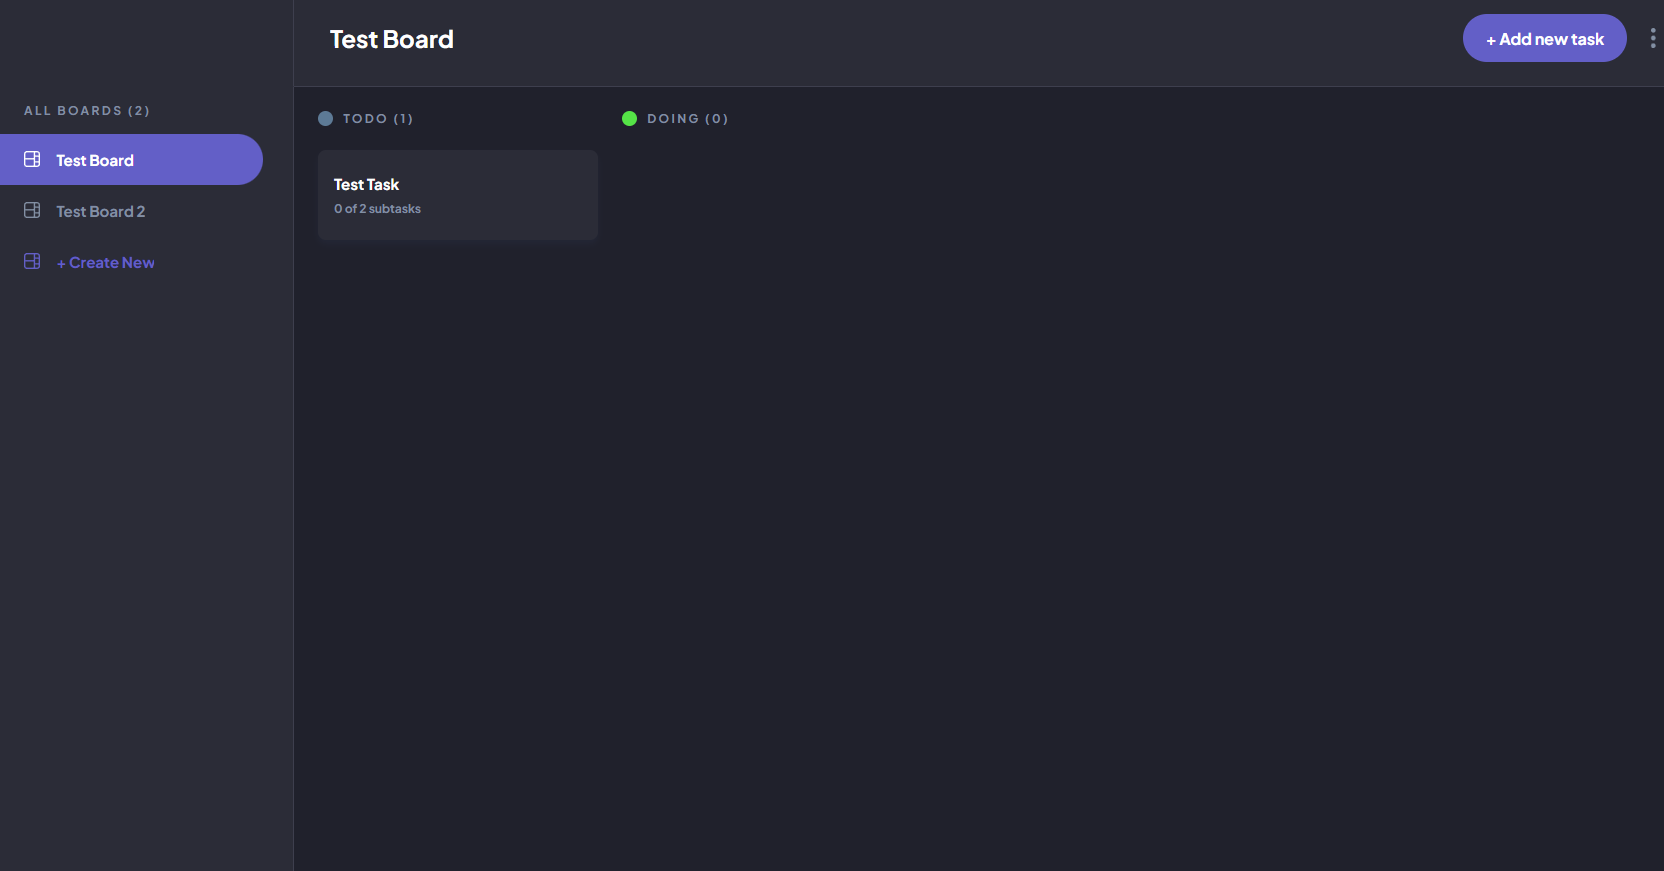 Test Board
+ Add new task
ALL BOARDS (2)
Test Board
Test Board 2
+ Create New
TODO (1)
Test Task
0 of 2 subtasks
DOING (0)